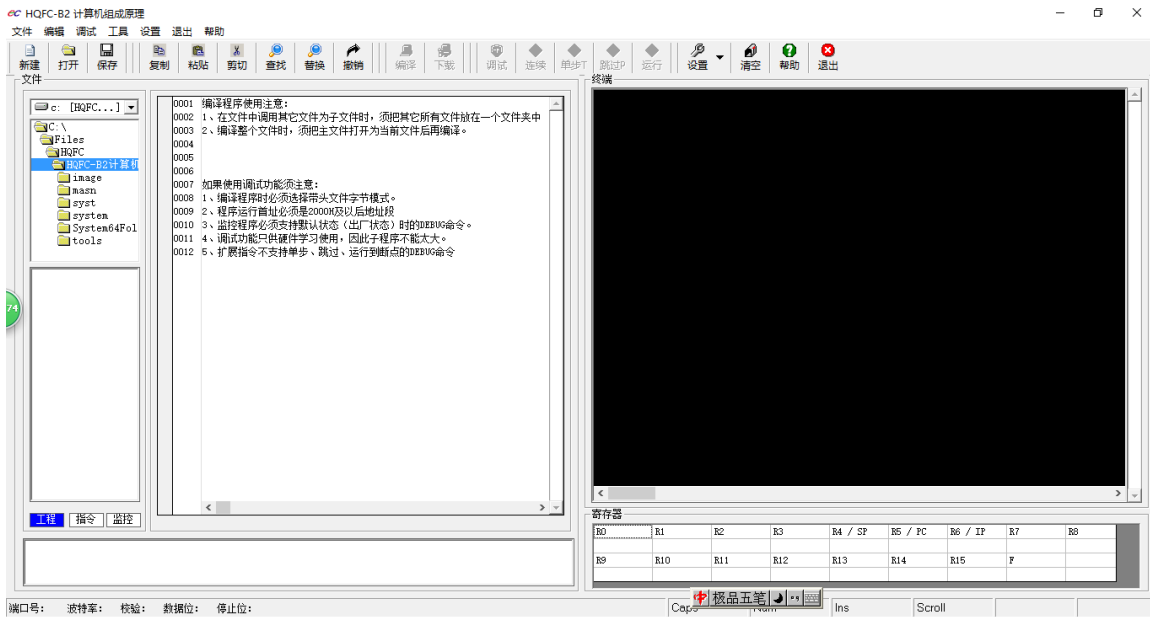 HQFC-B2 计算机组成原理
文件 编辑 调试 工具 设置 退出 帮助
新建 打开 保存 复制 粘贴 剪切 查找 替换 撤销 编译 下载 调试 连续 单步T 跳过P 运行 设置 清空 帮助 退出
文件
c: [HQFC...]
C:\
Files
HQFC
HQFC-B2计算机
image
masn
syst
system
System64Fol
tools
74
工程 指令 监控
0001 编译程序使用注意:
0002 1、在文件中调用其它文件为子文件时，须把其它所有文件放在一个文件夹中
0003 2、编译整个文件时，须把主文件打开为当前文件后再编译。
0004
0005
0006
0007 如果使用调试功能须注意:
0008 1、编译程序时必须选择带头文件字节模式。
0009 2、程序运行首址必须是2000H及以后地址段
0010 3、监控程序必须支持默认状态（出厂状态）时的DEBUG命令。
0011 4、调试功能只供硬件学习使用，因此子程序不能太大。
0012 5、扩展指令不支持单步、跳过、运行到断点的DEBUG命令
终端
寄存器
R0 R1 R2 R3 R4 / SP R5 / PC R6 / IP R7 R8
R9 R10 R11 R12 R13 R14 R15 F
端口号: 波特率: 校验: 数据位: 停止位:
Caps Num Ins Scroll
中 极品五笔